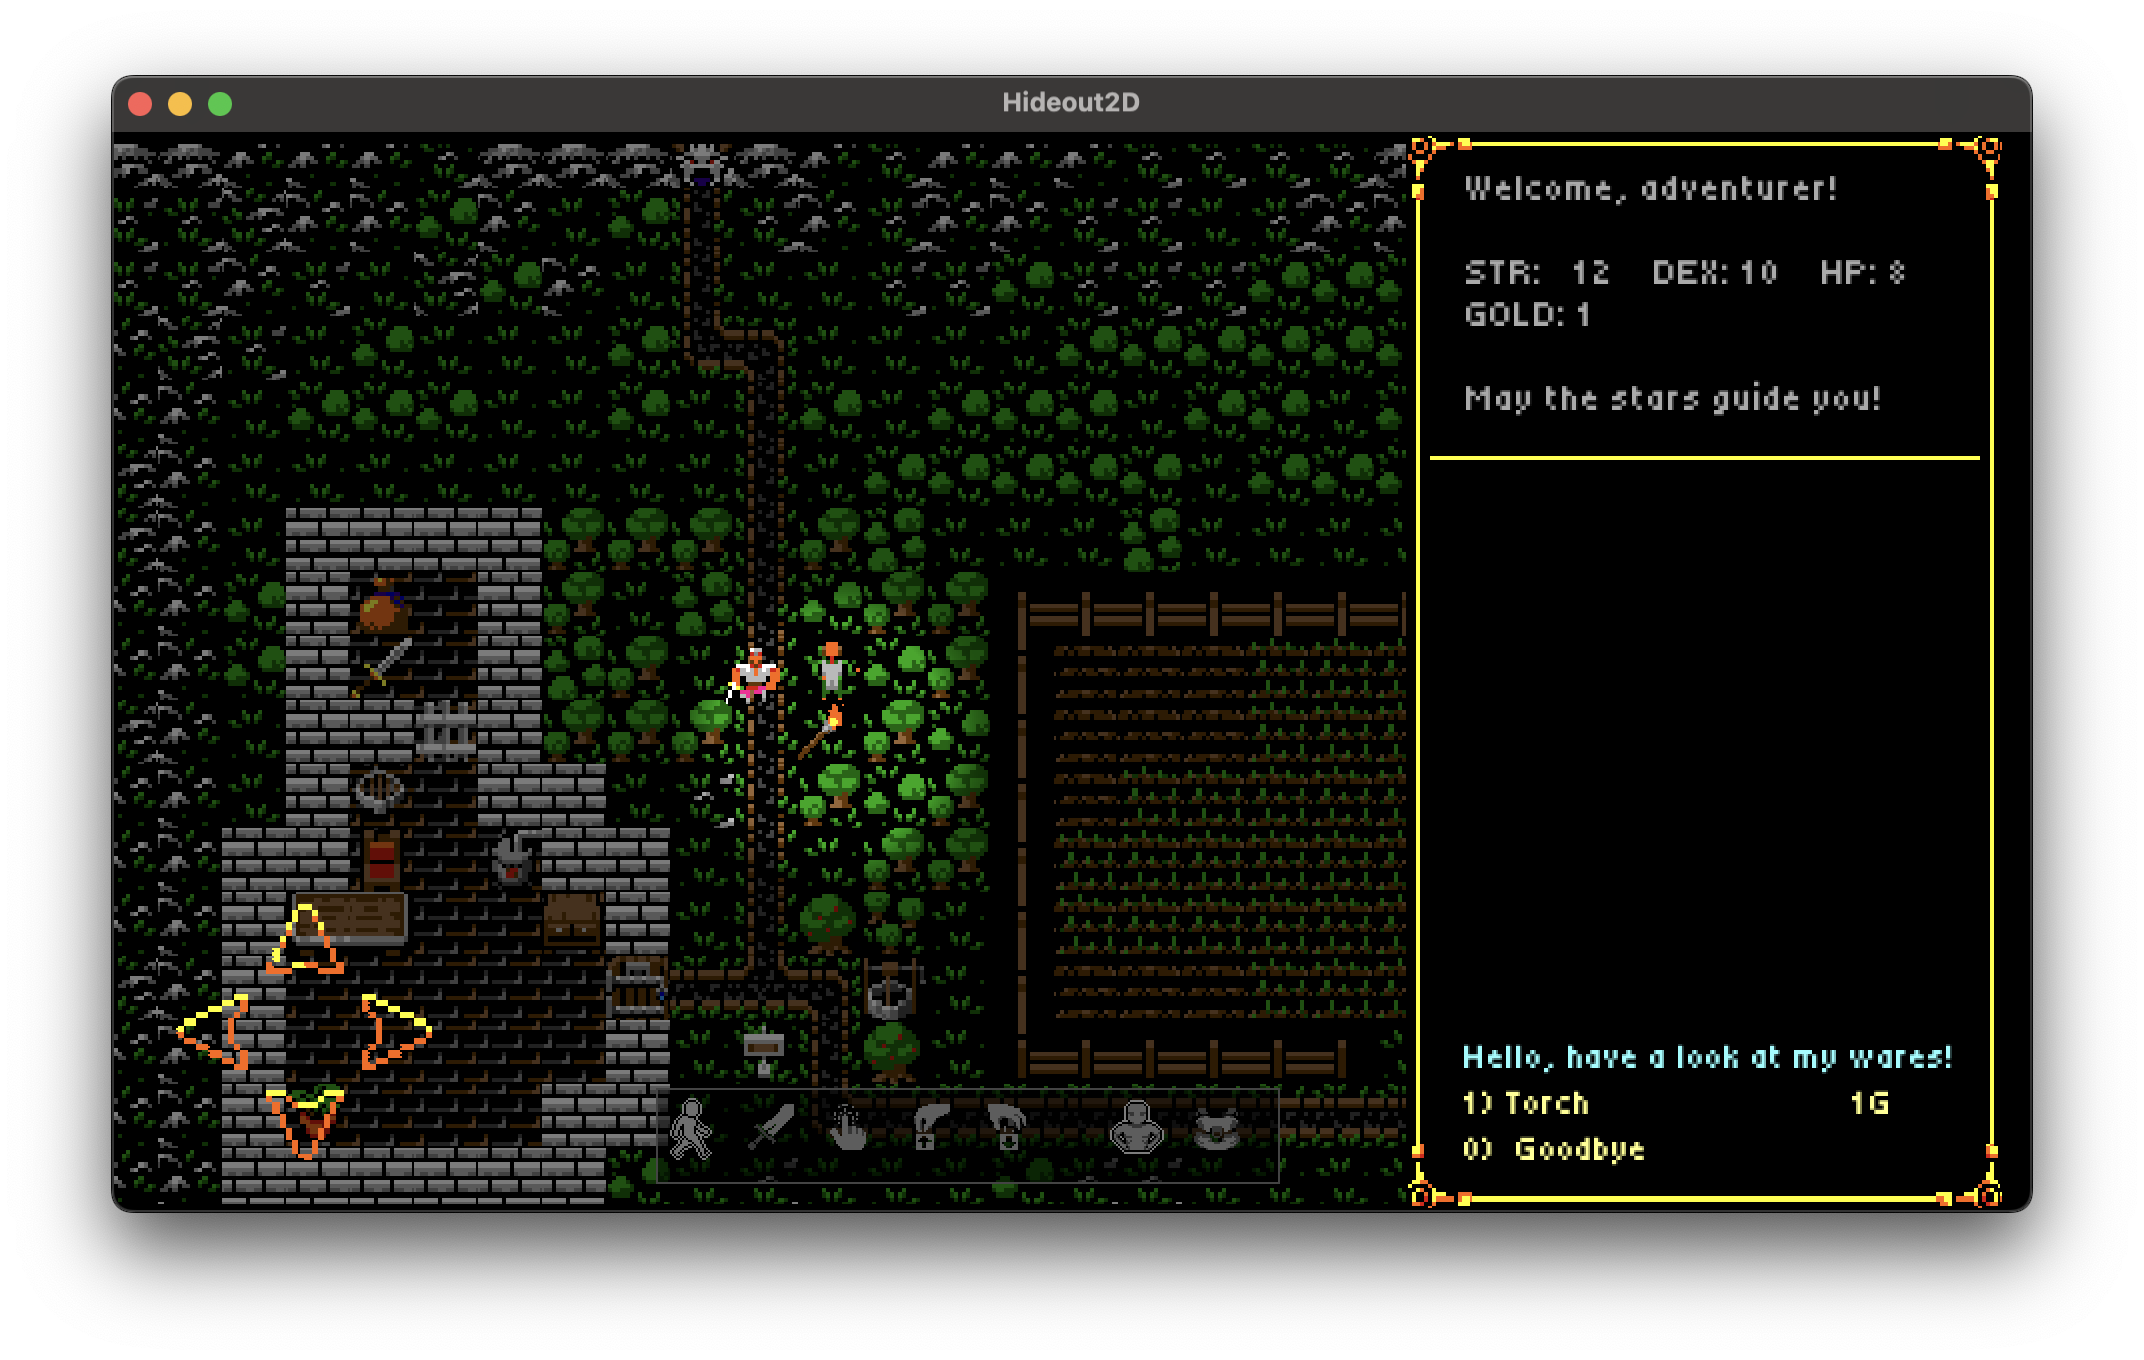 Hideout2D
Welcome, adventurer!
STR: 12 DEX: 10 HP: 8
GOLD: 1
May the stars guide you!
Hello, have a look at my wares!
1) Torch 1G
0) Goodbye